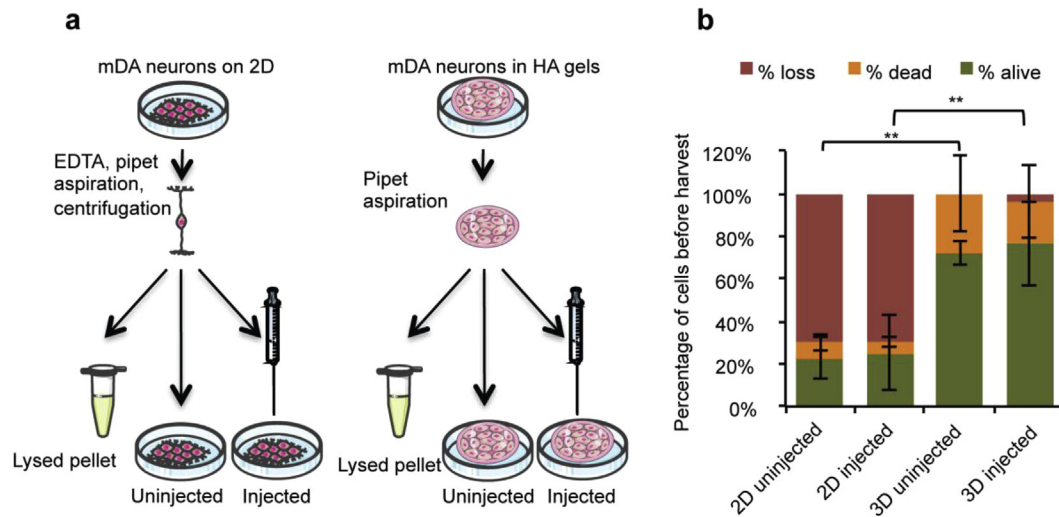 a
mDA neurons on 2D
mDA neurons in HA gels
EDTA, pipet
aspiration,
centrifugation
Pipet
aspiration
Lysed pellet
Uninjected
Injected
Lysed pellet
Uninjected
Injected
b
% loss
% dead
% alive
**
**
Percentage of cells before harvest
120%
100%
80%
60%
40%
20%
0%
2D uninjected
2D injected
3D uninjected
3D injected